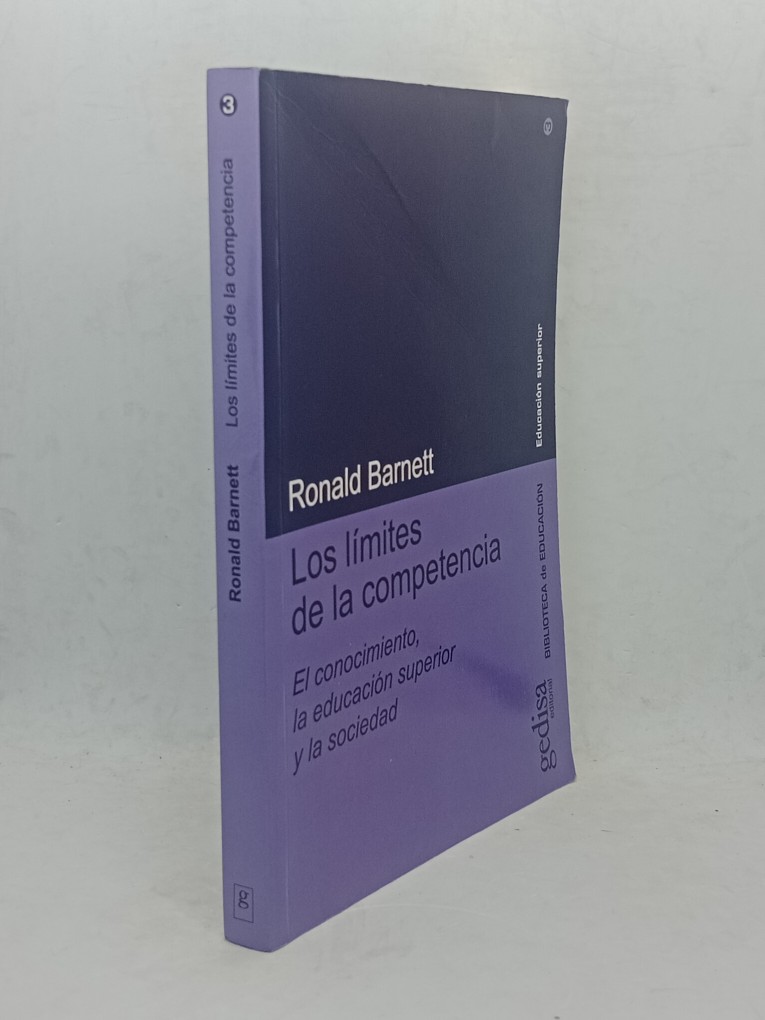 3
Los límites de la competencia
Ronald Barnett
g
Ronald Barnett
Los límites
de la competencia
El conocimiento,
la educación superior
y la sociedad
3
Educación superior
BIBLIOTECA de EDUCACIÓN
gedisa
editorial